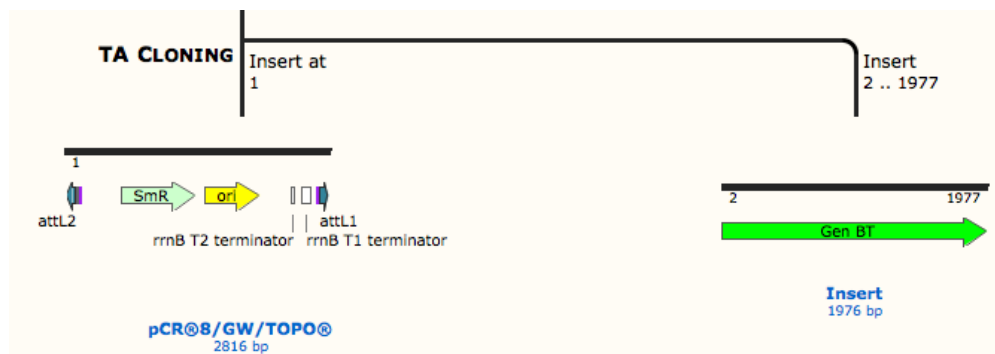 TA CLONING
Insert at
1
Insert
2 .. 1977
1
SmR
ori
attL2
attL1
rrnB T2 terminator
rrnB T1 terminator
pCR®8/GW/TOPO®
2816 bp
2
1977
Gen BT
Insert
1976 bp